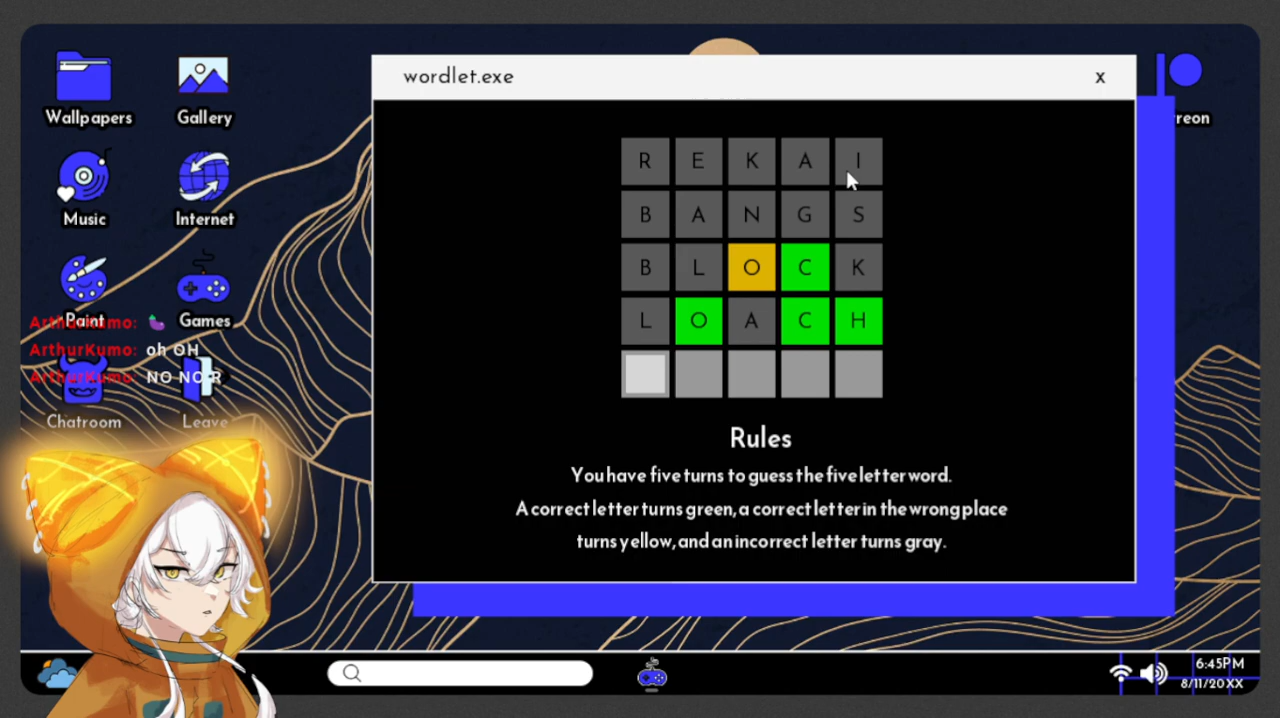 wordlet.exe
x
Wallpapers
Gallery
reon
Music
Internet
Paint
Games
ArthurKumo:
ArthurKumo: oh OH
ArthurKumo: NO NO R
Chatroom
Leave
R E K A I
B A N G S
B L O C K
L O A C H
Rules
You have five turns to guess the five letter word.
A correct letter turns green, a correct letter in the wrong place
turns yellow, and an incorrect letter turns gray.
6:45PM
8/11/20XX